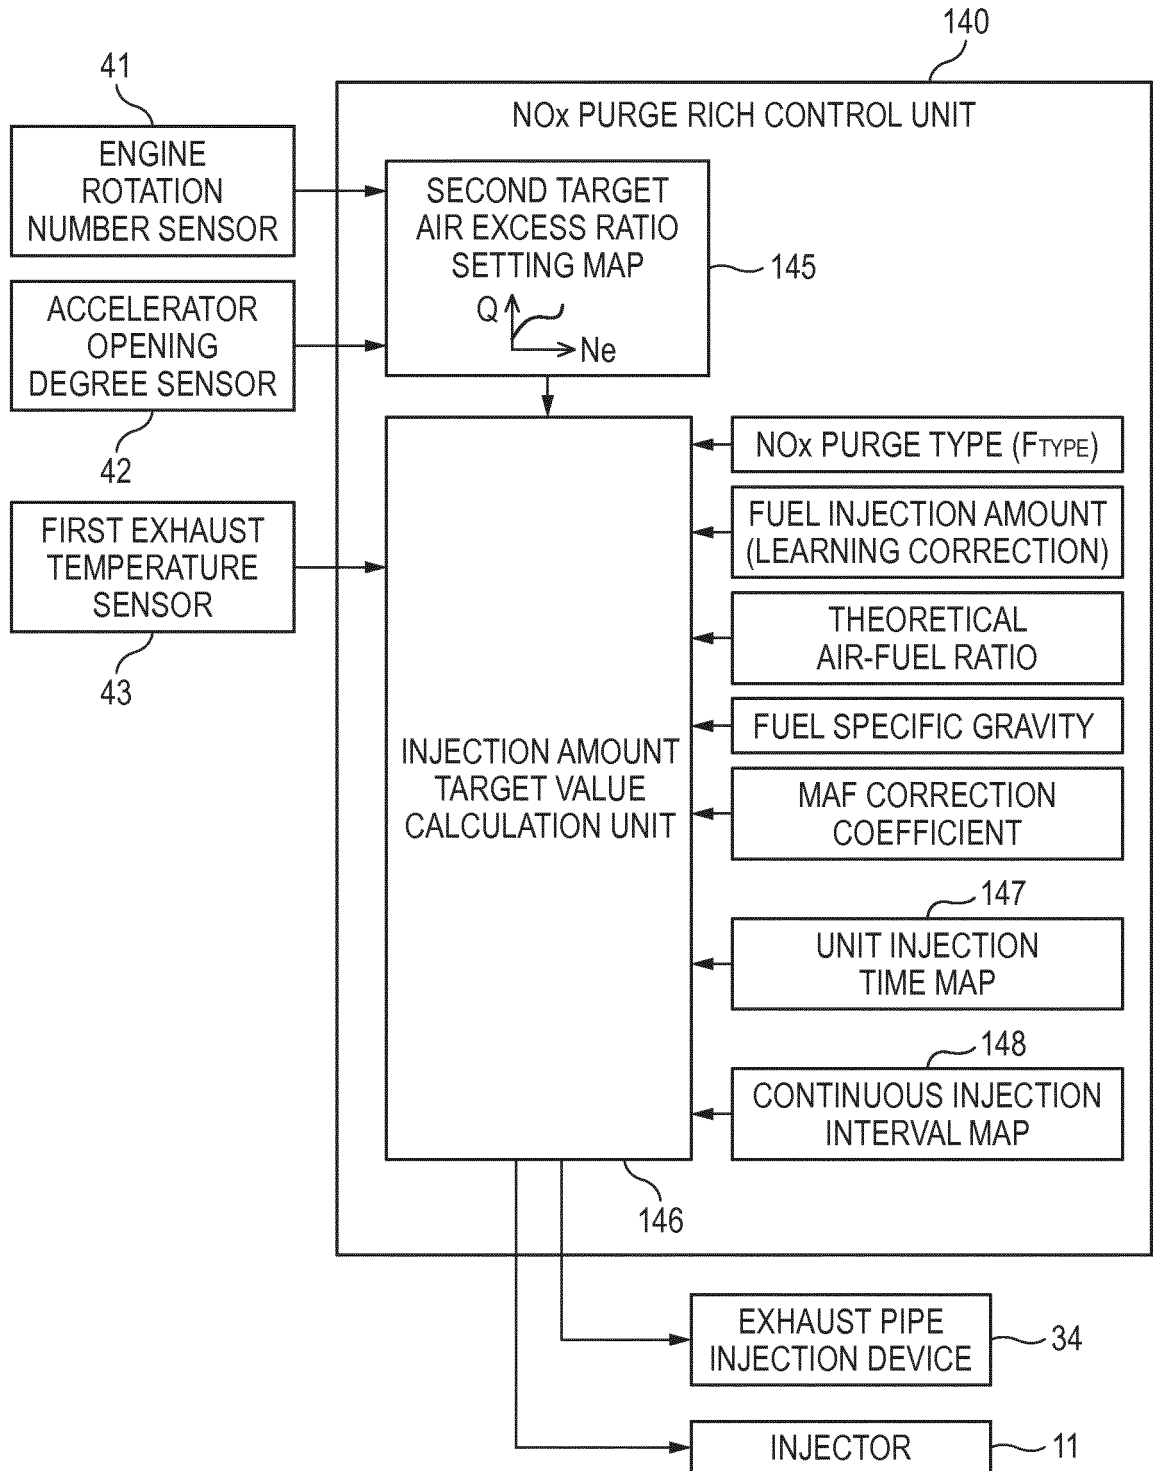 140
NOx PURGE RICH CONTROL UNIT
41
ENGINE
ROTATION
NUMBER SENSOR
SECOND TARGET
AIR EXCESS RATIO
SETTING MAP
Q
Ne
145
ACCELERATOR
OPENING
DEGREE SENSOR
42
FIRST EXHAUST
TEMPERATURE
SENSOR
43
INJECTION AMOUNT
TARGET VALUE
CALCULATION UNIT
146
NOx PURGE TYPE (FTYPE)
FUEL INJECTION AMOUNT
(LEARNING CORRECTION)
THEORETICAL
AIR-FUEL RATIO
FUEL SPECIFIC GRAVITY
MAF CORRECTION
COEFFICIENT
147
UNIT INJECTION
TIME MAP
148
CONTINUOUS INJECTION
INTERVAL MAP
EXHAUST PIPE
INJECTION DEVICE
34
INJECTOR
11